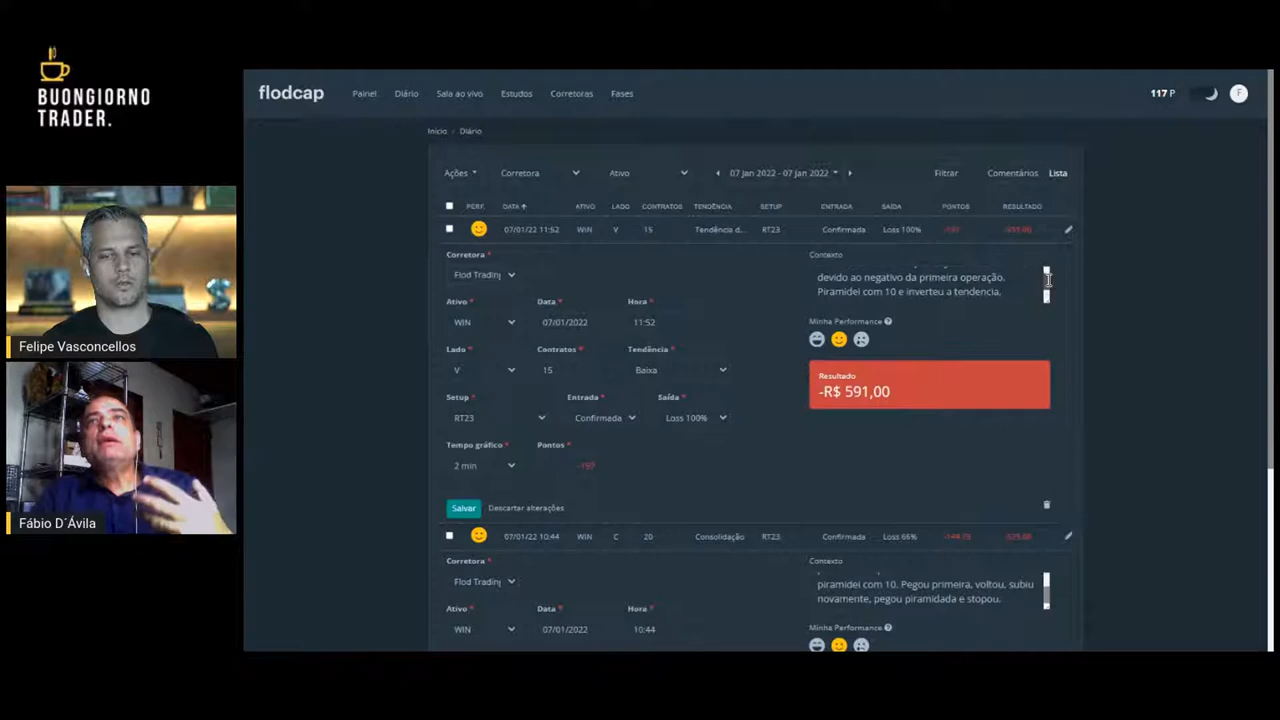 BUONGIORNO
TRADER.
Felipe Vasconcellos
Fábio D´Ávila
flodcap Painel Diário Sala ao vivo Estudos Corretoras Fases 117 P F
Início / Diário
Ações Corretora Ativo 07 Jan 2022 - 07 Jan 2022 Filtrar Comentários Lista
PERF. DATA ATIVO LADO CONTRATOS TENDÊNCIA SETUP ENTRADA SAÍDA PONTOS RESULTADO
07/01/22 11:52 WIN V 15 Tendência d... RT23 Confirmada Loss 100% -197 -591,00
Corretora * Contexto
Flod Trading devido ao negativo da primeira operação.
Piramidei com 10 e inverteu a tendencia.
Ativo * Data * Hora * Minha Performance
WIN 07/01/2022 11:52
Lado * Contratos * Tendência *
V 15 Baixa
Resultado
-R$ 591,00
Setup * Entrada * Saída *
RT23 Confirmada Loss 100%
Tempo gráfico * Pontos *
2 min -197
Salvar Descartar alterações
07/01/22 10:44 WIN C 20 Consolidação RT23 Confirmada Loss 66%
Corretora * Contexto
Flod Trading piramidei com 10. Pegou primeira, voltou, subiu
novamente, pegou piramidada e stopou.
Ativo * Data * Hora * Minha Performance
WIN 07/01/2022 10:44